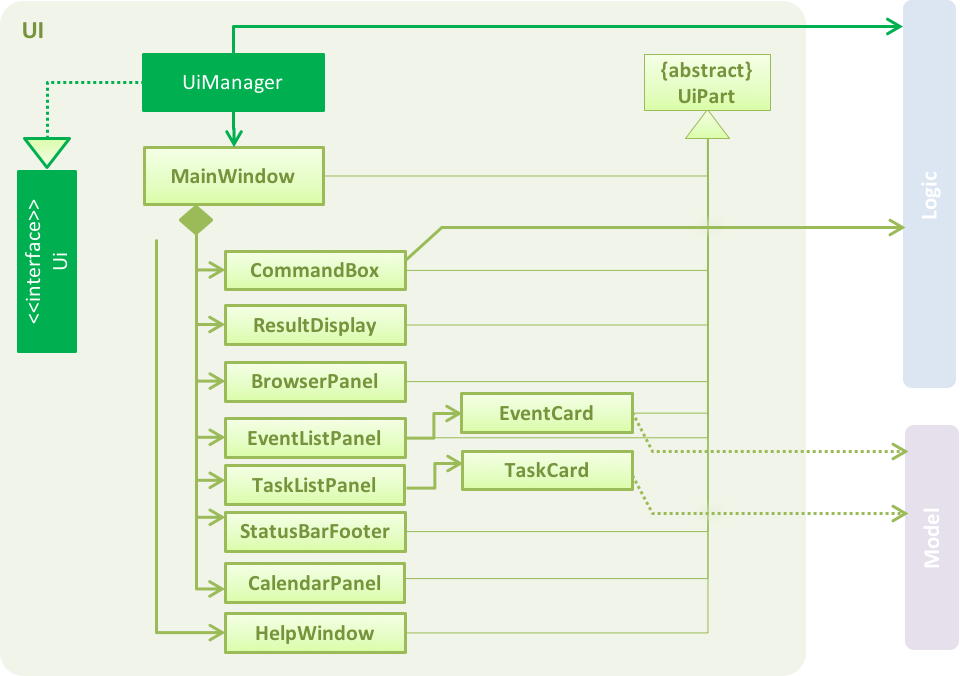 UI
UiManager
{abstract}
UiPart
MainWindow
Logic
<<interface>>
Ui
CommandBox
ResultDisplay
BrowserPanel
EventListPanel
EventCard
TaskListPanel
TaskCard
StatusBarFooter
Model
CalendarPanel
HelpWindow